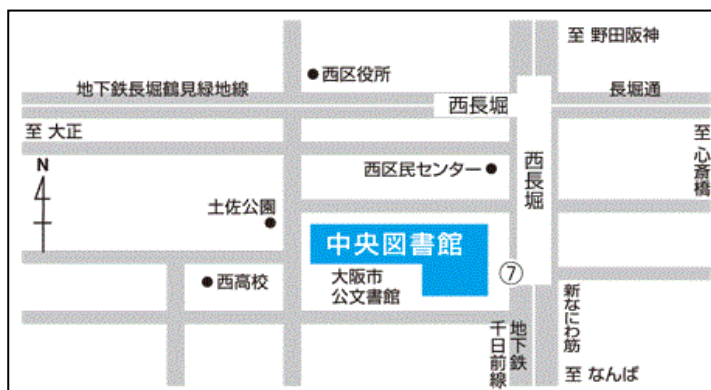 至 野田阪神
西区役所
地下鉄長堀鶴見緑地線
長堀通
西長堀
至 大正
至 心斎橋
N
西区民センター
西長堀
土佐公園
中央図書館
大阪市
公文書館
⑦
西高校
新なにわ筋
地下鉄
千日前線
至 なんば